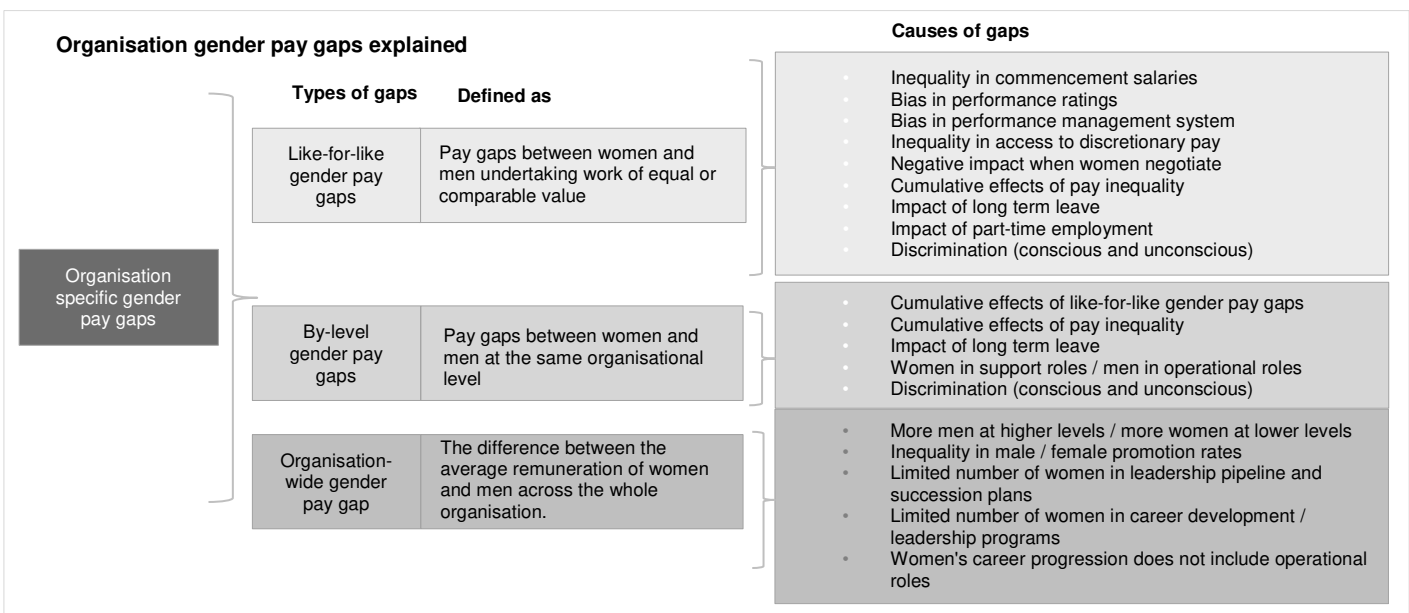 Organisation gender pay gaps explained
Causes of gaps
Types of gaps
Defined as
Organisation
specific gender
pay gaps
Like-for-like
gender pay
gaps
Pay gaps between women and
men undertaking work of equal or
comparable value
• Inequality in commencement salaries
• Bias in performance ratings
• Bias in performance management system
• Inequality in access to discretionary pay
• Negative impact when women negotiate
• Cumulative effects of pay inequality
• Impact of long term leave
• Impact of part-time employment
• Discrimination (conscious and unconscious)
By-level
gender pay
gaps
Pay gaps between women and
men at the same organisational
level
• Cumulative effects of like-for-like gender pay gaps
• Cumulative effects of pay inequality
• Impact of long term leave
• Women in support roles / men in operational roles
• Discrimination (conscious and unconscious)
Organisation-
wide gender
pay gap
The difference between the
average remuneration of women
and men across the whole
organisation.
• More men at higher levels / more women at lower levels
• Inequality in male / female promotion rates
• Limited number of women in leadership pipeline and
succession plans
• Limited number of women in career development /
leadership programs
• Women's career progression does not include operational
roles